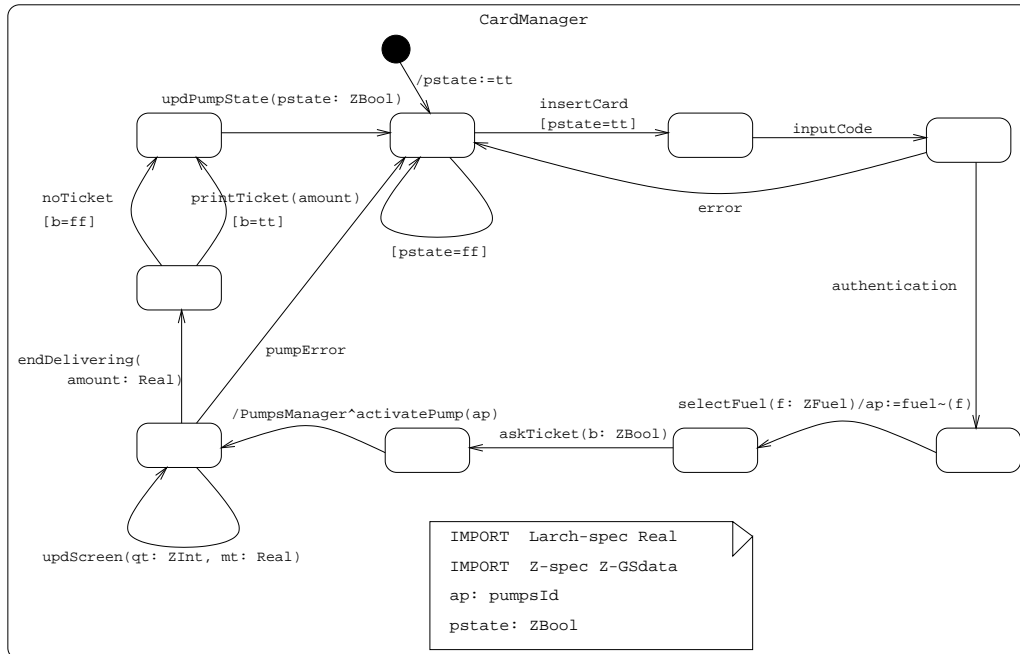 CardManager
/pstate:=tt
updPumpState(pstate: ZBool)
insertCard
[pstate=tt]
inputCode
noTicket
[b=ff]
printTicket(amount)
[b=tt]
error
[pstate=ff]
authentication
endDelivering(
amount: Real)
pumpError
/PumpsManager^activatePump(ap)
askTicket(b: ZBool)
selectFuel(f: ZFuel)/ap:=fuel~(f)
updScreen(qt: ZInt, mt: Real)
IMPORT Larch-spec Real
IMPORT Z-spec Z-GSdata
ap: pumpsId
pstate: ZBool